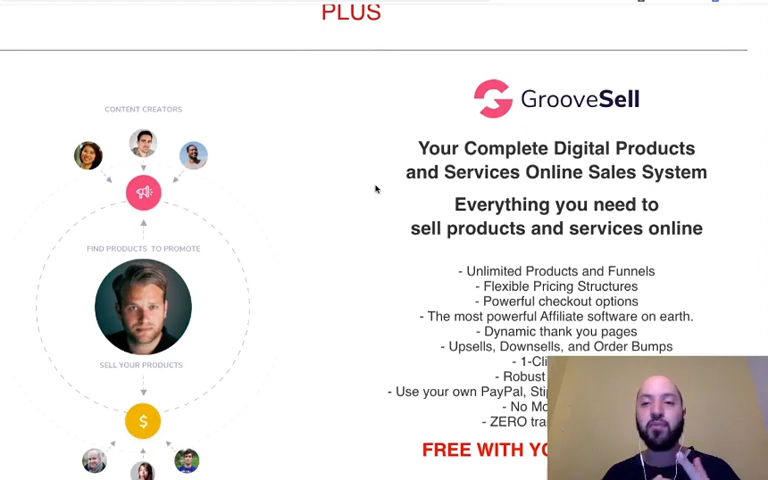 PLUS
CONTENT CREATORS
FIND PRODUCTS TO PROMOTE
SELL YOUR PRODUCTS
GrooveSell
Your Complete Digital Products
and Services Online Sales System
Everything you need to
sell products and services online
- Unlimited Products and Funnels
- Flexible Pricing Structures
- Powerful checkout options
- The most powerful Affiliate software on earth.
- Dynamic thank you pages
- Upsells, Downsells, and Order Bumps
- Robust
- Use your own PayPal,
- No
- ZERO
FREE WITH